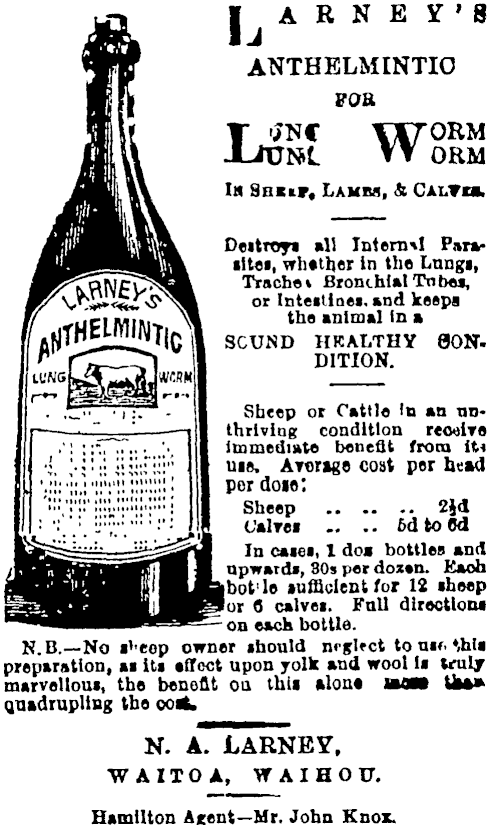 LARNEY'S
ANTHELMINTIC
FOR
LUNG WORM
LUNG WORM
IN SHEEP, LAMBS, & CALVES.
Destroys all Internal Para-
sites, whether in the Lungs,
Trachea Bronchial Tubes,
or Intestines, and keeps
the animal in a
SOUND HEALTHY CON-
DITION.
LARNEY'S
ANTHELMINTIC
LUNG WORM
Sheep or Cattle in an un-
thriving condition receive
immediate benefit from its
use. Average cost per head
per dose:
Sheep .. .. .. 2½d
Calves .. .. 5d to 6d
In cases, 1 doz bottles and
upwards, 30s per dozen. Each
bottle sufficient for 12 sheep
or 6 calves. Full directions
on each bottle.
N.B.—No sheep owner should neglect to use this
preparation, as its effect upon yolk and wool is truly
marvellous, the benefit on this alone more than
quadrupling the cost.
N. A. LARNEY,
WAITOA, WAIHOU.
Hamilton Agent—Mr. John Knox.